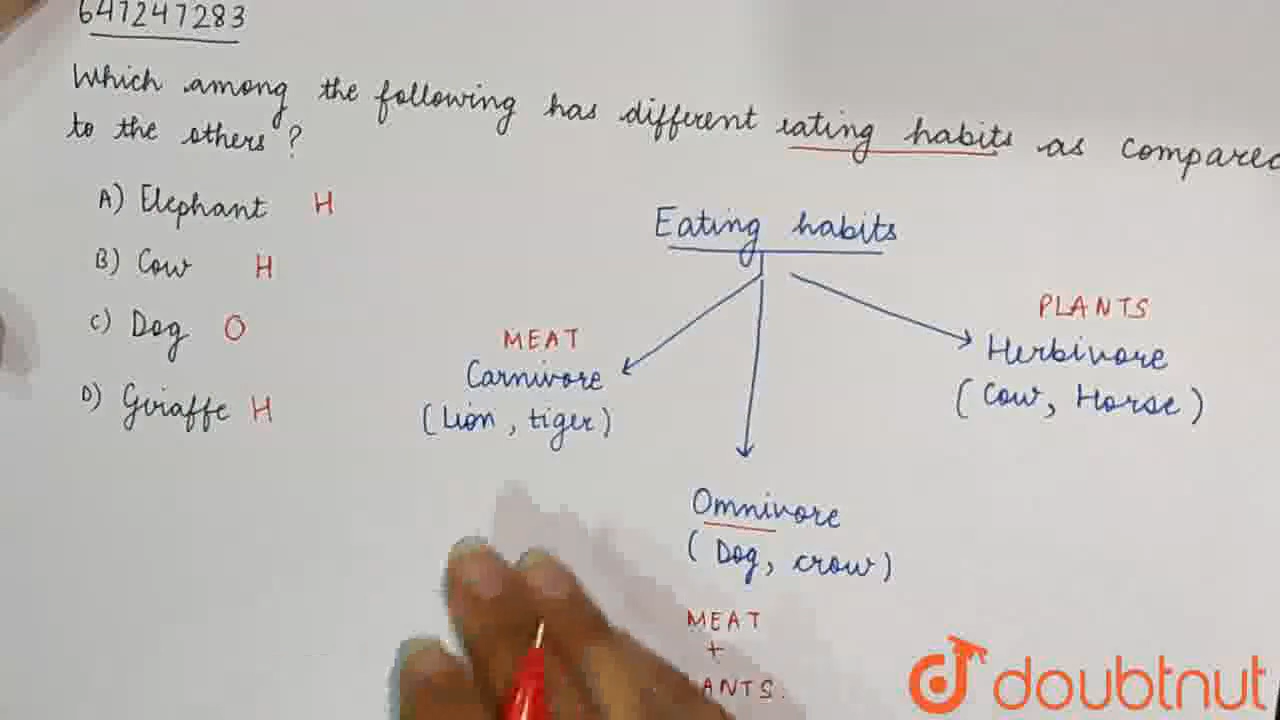 647247283
Which among the following has different eating habits as compared
to the others?
A) Elephant H
B) Cow H
C) Dog O
D) Giraffe H
Eating habits
MEAT
Carnivore
(Lion, tiger)
Omnivore
(Dog, crow)
MEAT
+
PLANTS
Herbivore
(Cow, Horse)
doubtnut